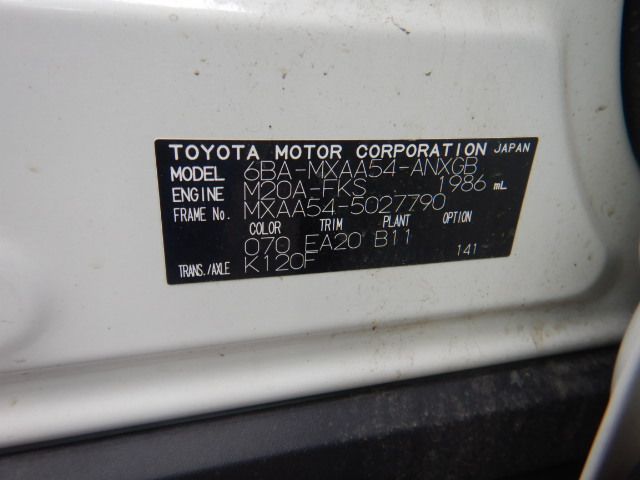 TOYOTA MOTOR CORPORATION JAPAN
MODEL 6BA-MXAA54-ANXGB
ENGINE M20A-FKS 1986 mL
FRAME No. MXAA54-5027790
COLOR TRIM PLANT OPTION
070 EA20 B11
TRANS./AXLE K120F 141